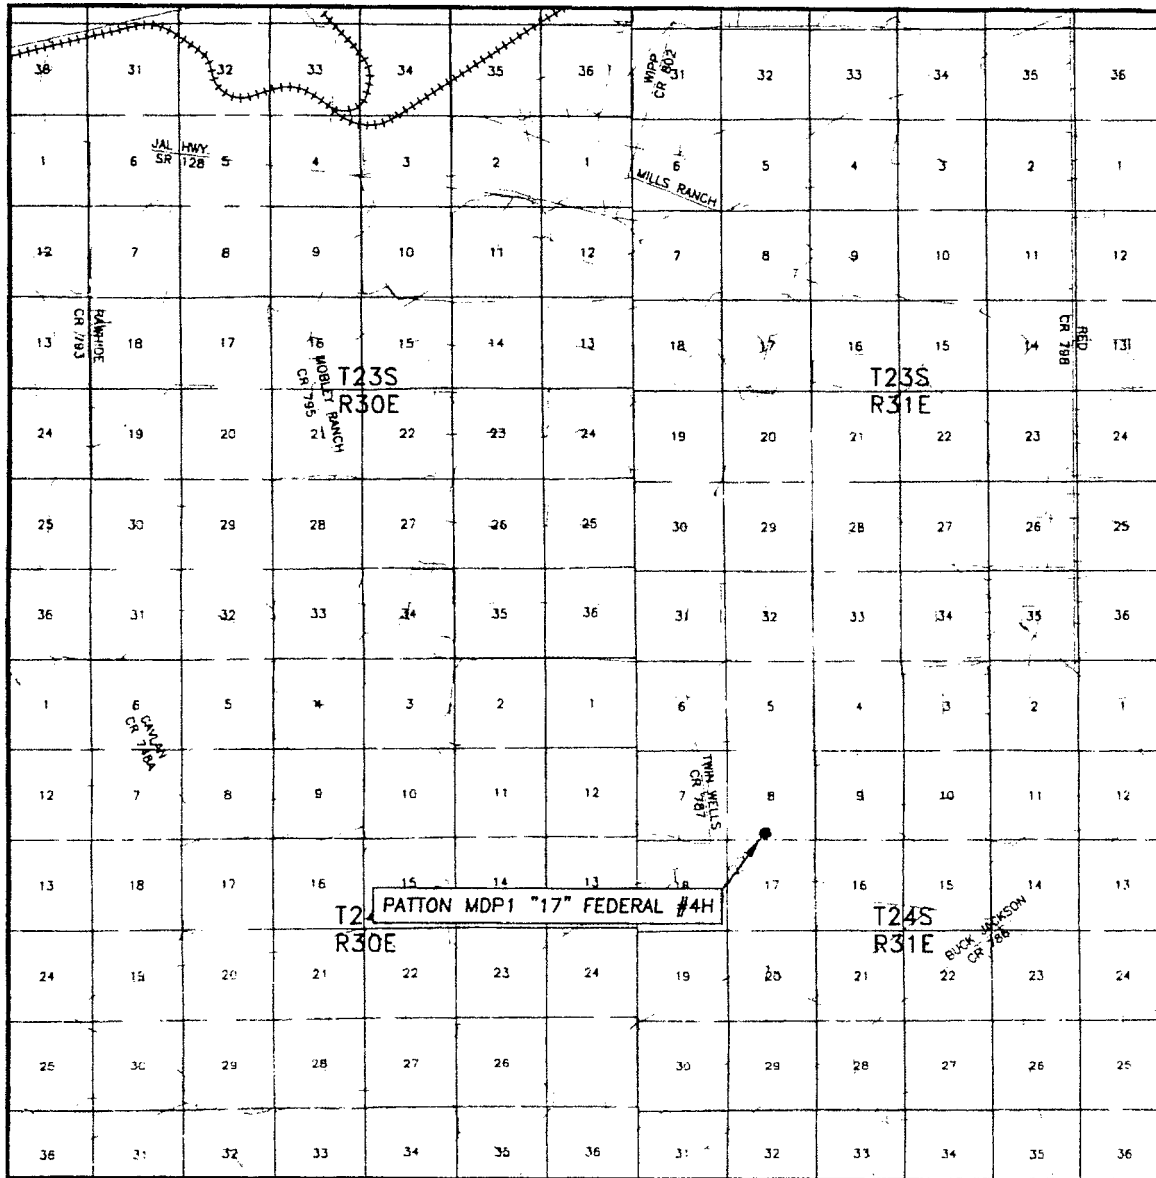 36 31 32 33 34 35 36 31 32 33 34 35 36
WIPP
CR 802
1 6 5 4 3 2 1 6 5 4 3 2 1
JAL HWY
SR 128
MILLS RANCH
12 7 8 9 10 11 12 7 8 9 10 11 12
13 18 17 16 15 14 13 18 17 16 15 14 13
RAWHIDE
CR 793
RED
CR 798
MOBLEY RANCH
CR 795
T23S
R30E
T23S
R31E
24 19 20 21 22 23 24 19 20 21 22 23 24
25 30 29 28 27 26 25 30 29 28 27 26 25
36 31 32 33 34 35 36 31 32 33 34 35 36
1 6 5 4 3 2 1 6 5 4 3 2 1
CR 748A
12 7 8 9 10 11 12 7 8 9 10 11 12
TWIN WELLS
CR 787
13 18 17 16 15 14 13 18 17 16 15 14 13
PATTON MDP1 "17" FEDERAL #4H
T24
R30E
T24S
R31E
BUCK JACKSON
CR 786
24 19 20 21 22 23 24 19 20 21 22 23 24
25 30 29 28 27 26 30 29 28 27 26 25
36 31 32 33 34 35 36 31 32 33 34 35 36